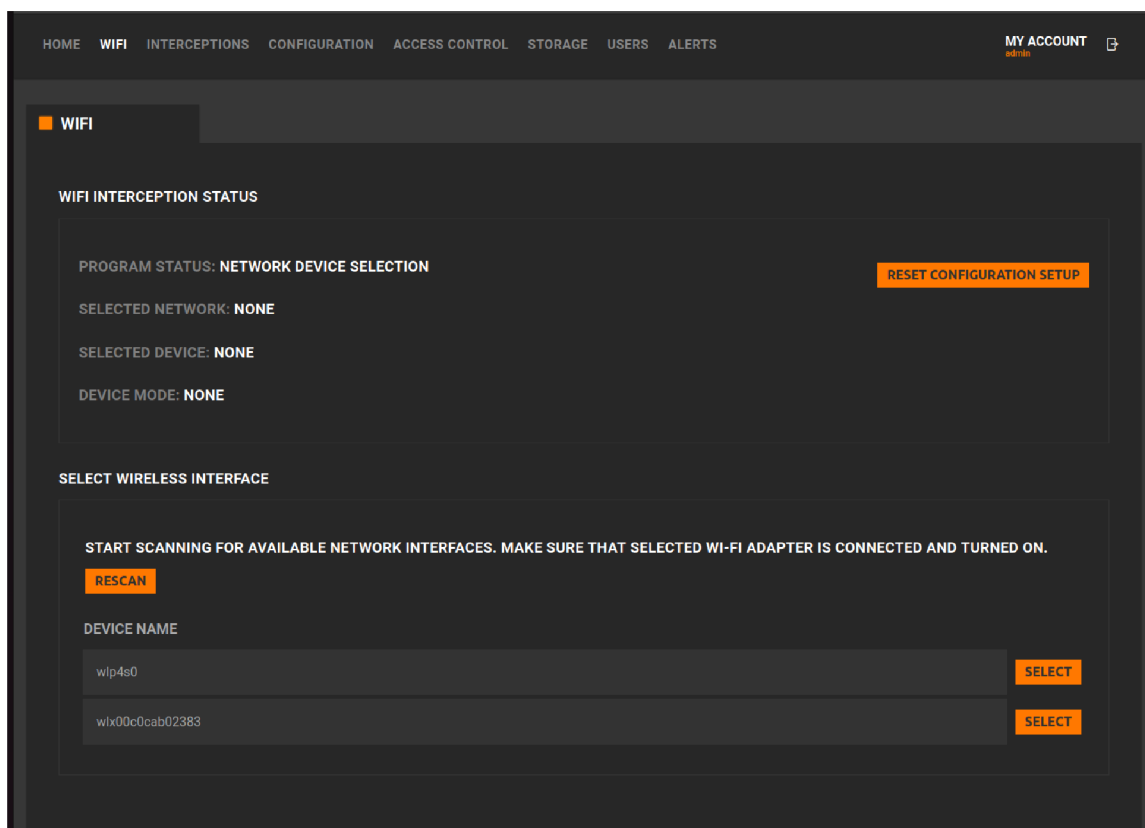 HOME WIFI INTERCEPTIONS CONFIGURATION ACCESS CONTROL STORAGE USERS ALERTS MY ACCOUNT
admin
WIFI
WIFI INTERCEPTION STATUS
PROGRAM STATUS: NETWORK DEVICE SELECTION
RESET CONFIGURATION SETUP
SELECTED NETWORK: NONE
SELECTED DEVICE: NONE
DEVICE MODE: NONE
SELECT WIRELESS INTERFACE
START SCANNING FOR AVAILABLE NETWORK INTERFACES. MAKE SURE THAT SELECTED WI-FI ADAPTER IS CONNECTED AND TURNED ON.
RESCAN
DEVICE NAME
wlp4s0 SELECT
wlx00c0cab02383 SELECT